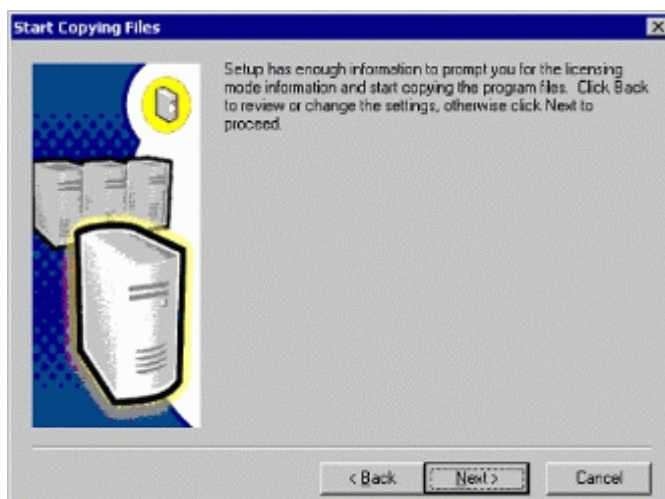 Start Copying Files
Setup has enough information to prompt you for the licensing
mode information and start copying the program files. Click Back
to review or change the settings, otherwise click Next to
proceed.
< Back
Next >
Cancel